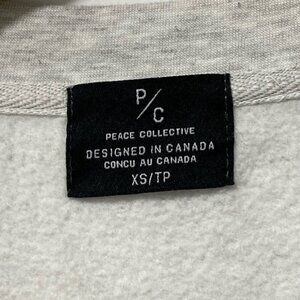 P/C
PEACE COLLECTIVE
DESIGNED IN CANADA
CONCU AU CANADA
XS/TP